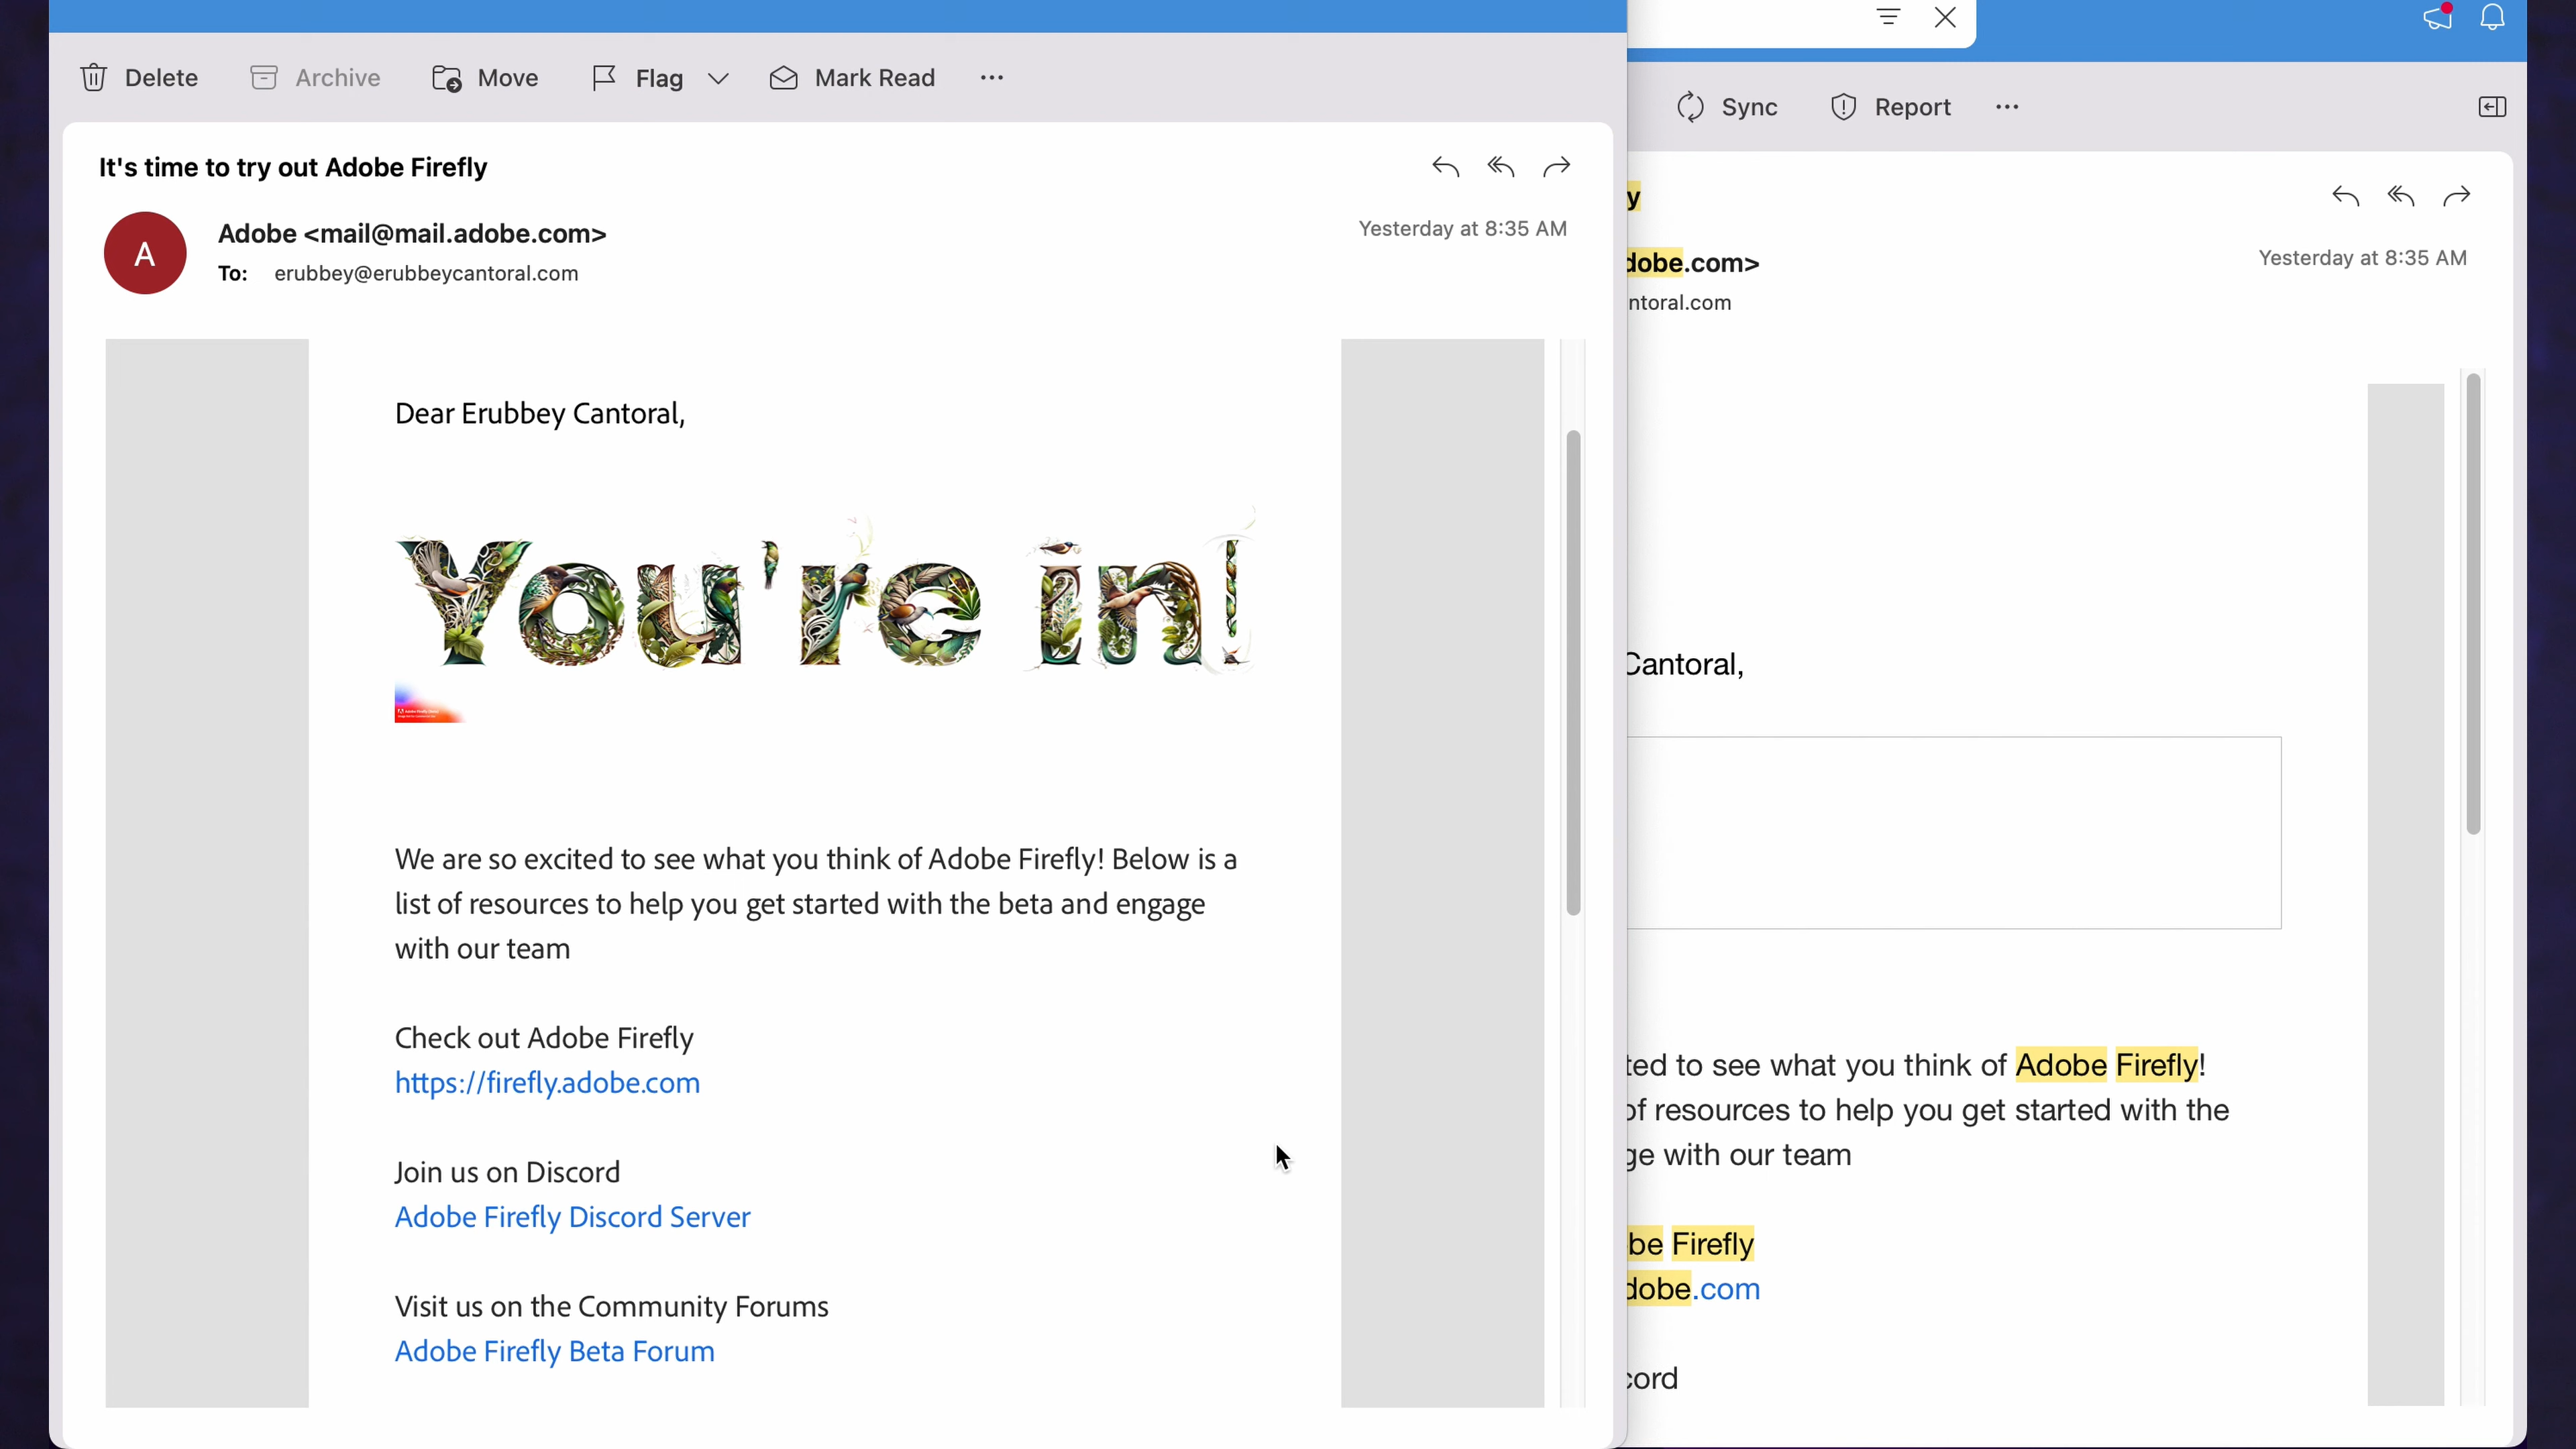 Delete Archive Move Flag Mark Read
It's time to try out Adobe Firefly
A
Adobe <mail@mail.adobe.com>
Yesterday at 8:35 AM
To: erubbey@erubbeycantoral.com
Dear Erubbey Cantoral,
You're in!
We are so excited to see what you think of Adobe Firefly! Below is a
list of resources to help you get started with the beta and engage
with our team
Check out Adobe Firefly
https://firefly.adobe.com
Join us on Discord
Adobe Firefly Discord Server
Visit us on the Community Forums
Adobe Firefly Beta Forum
Sync Report
y
dobe.com>
Yesterday at 8:35 AM
ntoral.com
Cantoral,
ted to see what you think of Adobe Firefly!
of resources to help you get started with the
ge with our team
be Firefly
dobe.com
cord